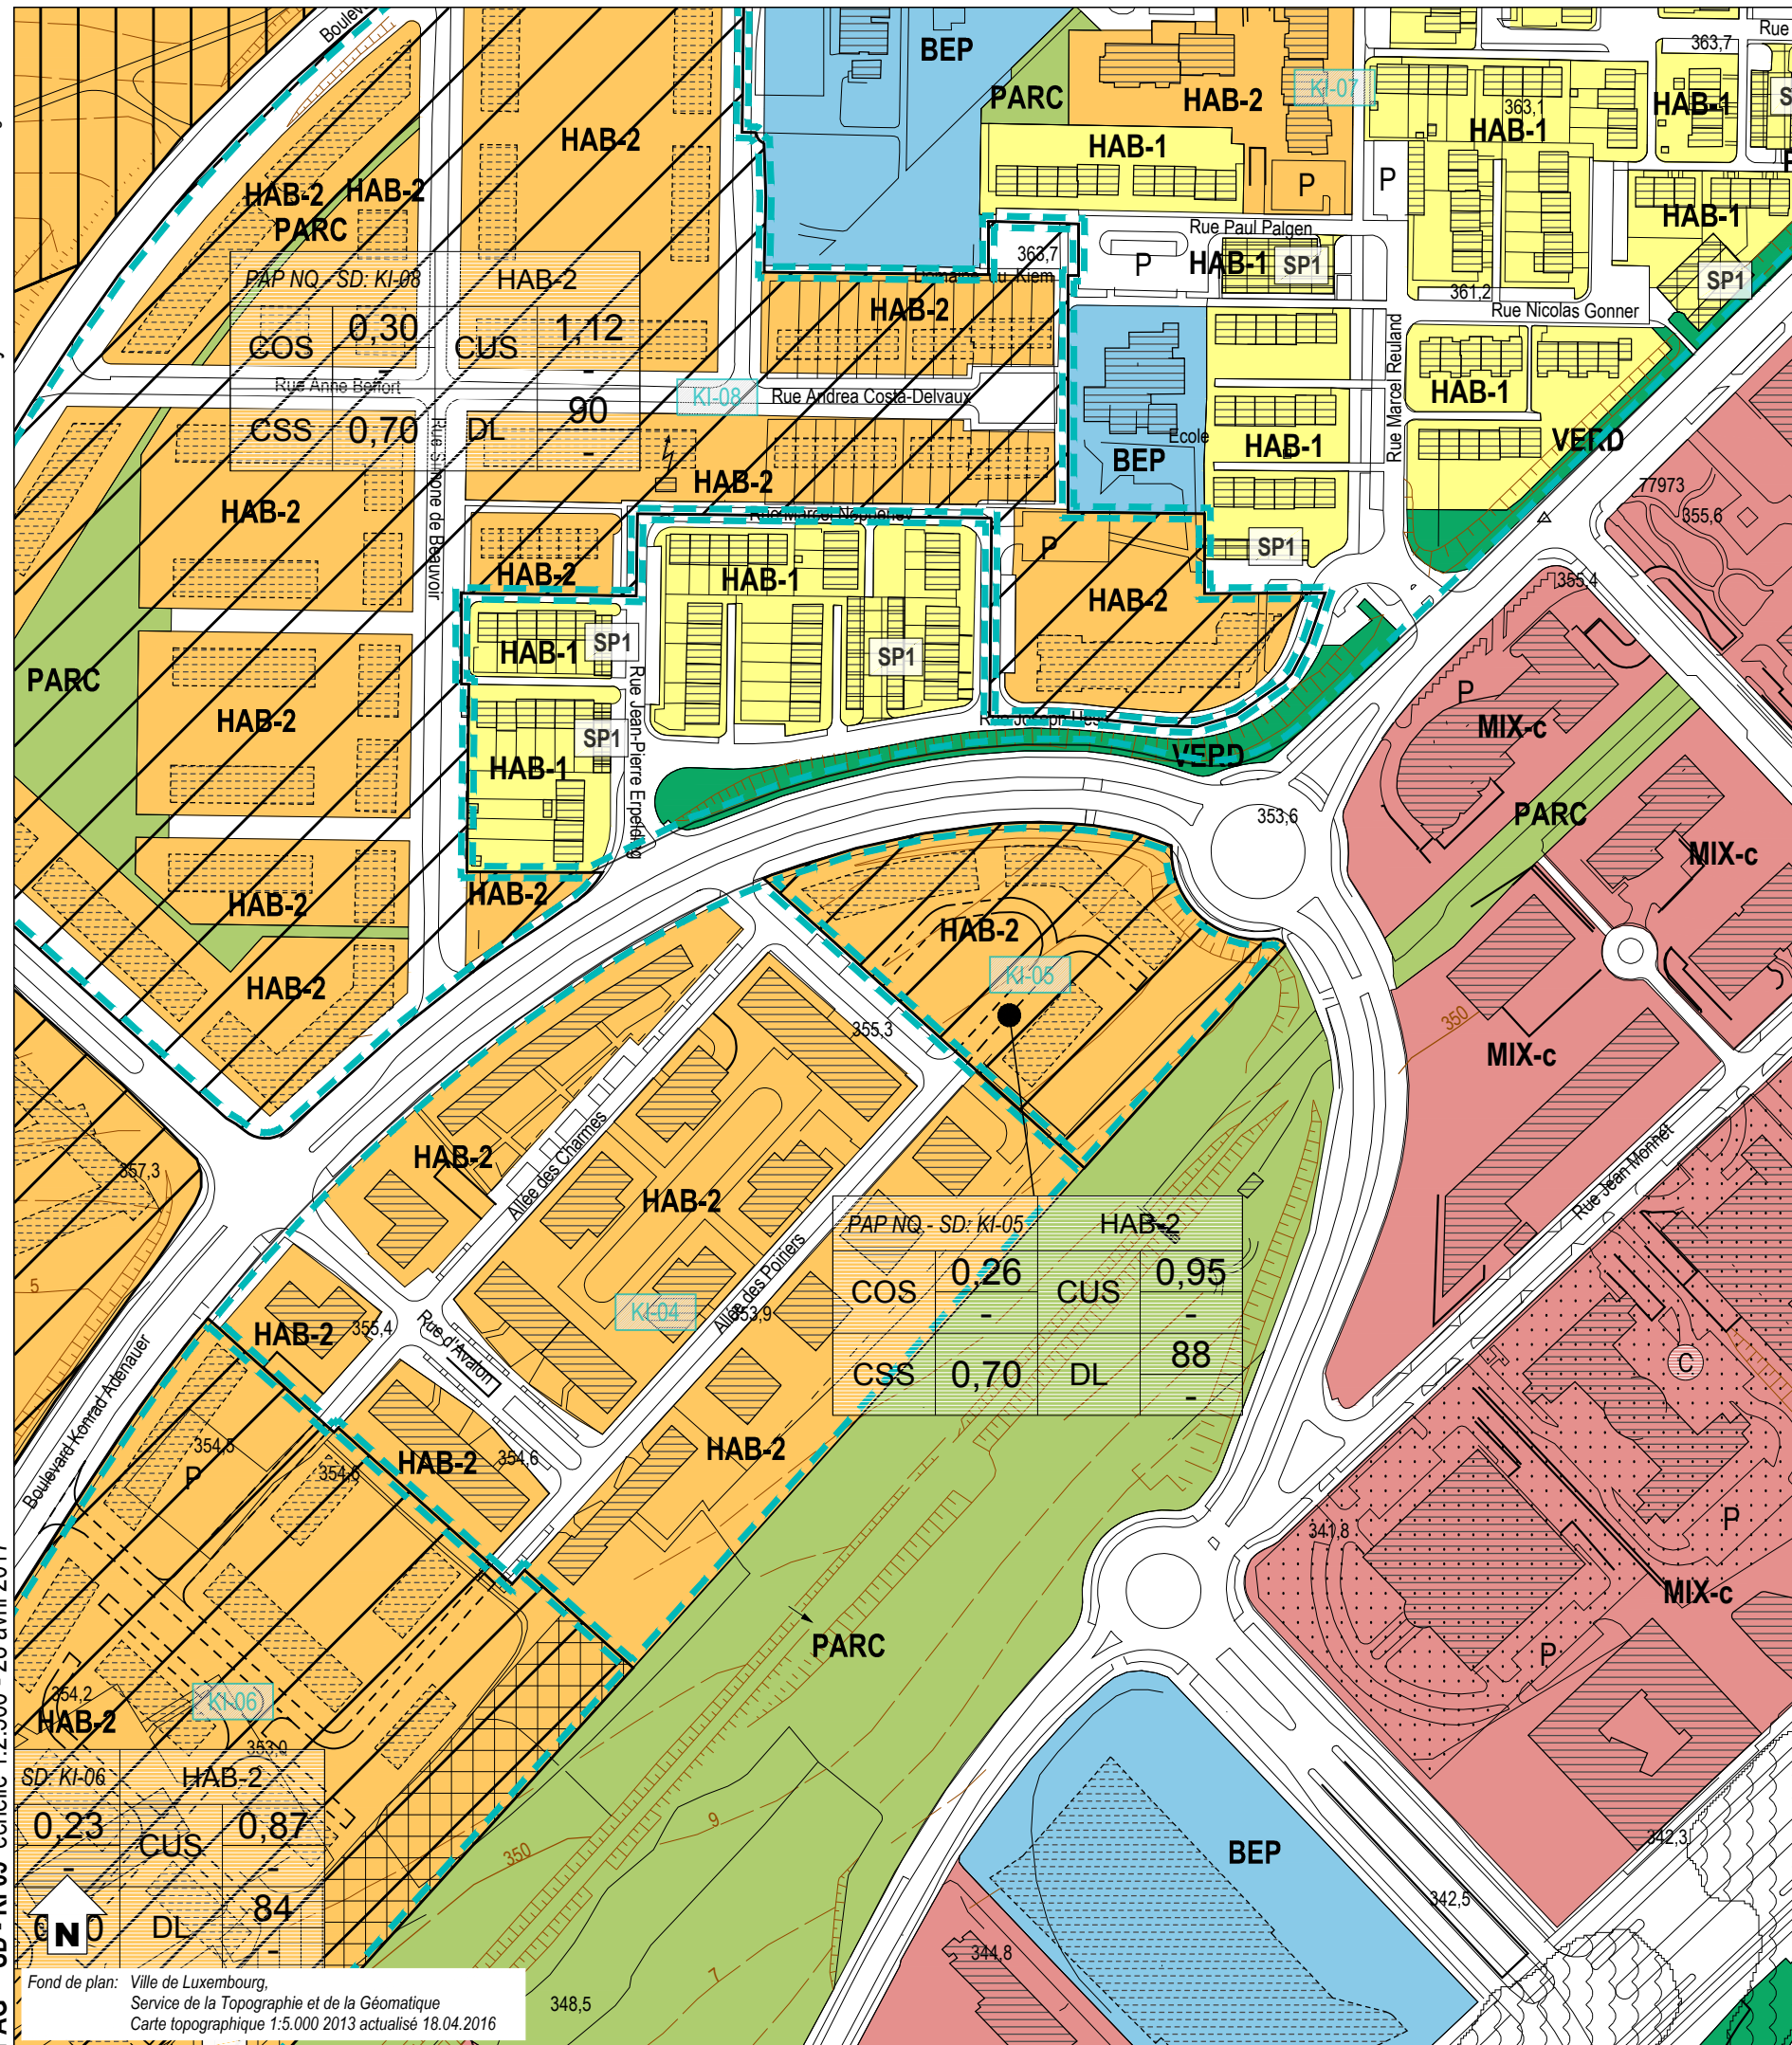 BEP
363,7
Rue
PARC
HAB-2
KI-07
HAB-1
363,1
HAB-1
HAB-1
HAB-2
P
P
HAB-2
HAB-2
PARC
HAB-1
Rue Paul Palgen
363,7
P
HAB-1
SP1
SP1
PAP NQ - SD: KI-08
HAB-2
COS
0,30
-
CUS
1,12
-
CSS
0,70
DL
90
-
HAB-2
361,2
Rue Nicolas Gonner
Rue Anne Beffort
KI-08
Rue Andrea Costa-Delvaux
Rue Marcel Reuland
HAB-1
Ecole
BEP
HAB-1
VERD
HAB-2
HAB-2
Rue Simone de Beauvoir
77973
355,6
P
SP1
HAB-2
HAB-1
HAB-2
355,4
HAB-1
SP1
SP1
PARC
HAB-2
Rue Jean-Pierre Erpelding
P
MIX-c
SP1
HAB-1
VERD
353,6
PARC
MIX-c
HAB-2
HAB-2
HAB-2
HAB-2
KI-05
355,3
350
MIX-c
357,3
HAB-2
Allée des Charmes
HAB-2
Rue Jean Monnet
PAP NQ - SD: KI-05
HAB-2
COS
0,26
-
CUS
0,95
-
CSS
0,70
DL
88
-
5
KI-04
Allée des Poiriers
353,9
HAB-2
355,4
Rue d'Avalon
C
Boulevard Konrad Adenauer
354,5
P
354,6
HAB-2
354,6
HAB-2
P
341,8
MIX-c
PARC
P
354,2
HAB-2
KI-06
353,0
SD: KI-06
HAB-2
0,23
-
CUS
0,87
-
DL
84
-
N
350
9
BEP
342,3
342,5
344,8
7
348,5
Fond de plan: Ville de Luxembourg,
Service de la Topographie et de la Géomatique
Carte topographique 1:5.000 2013 actualisé 18.04.2016